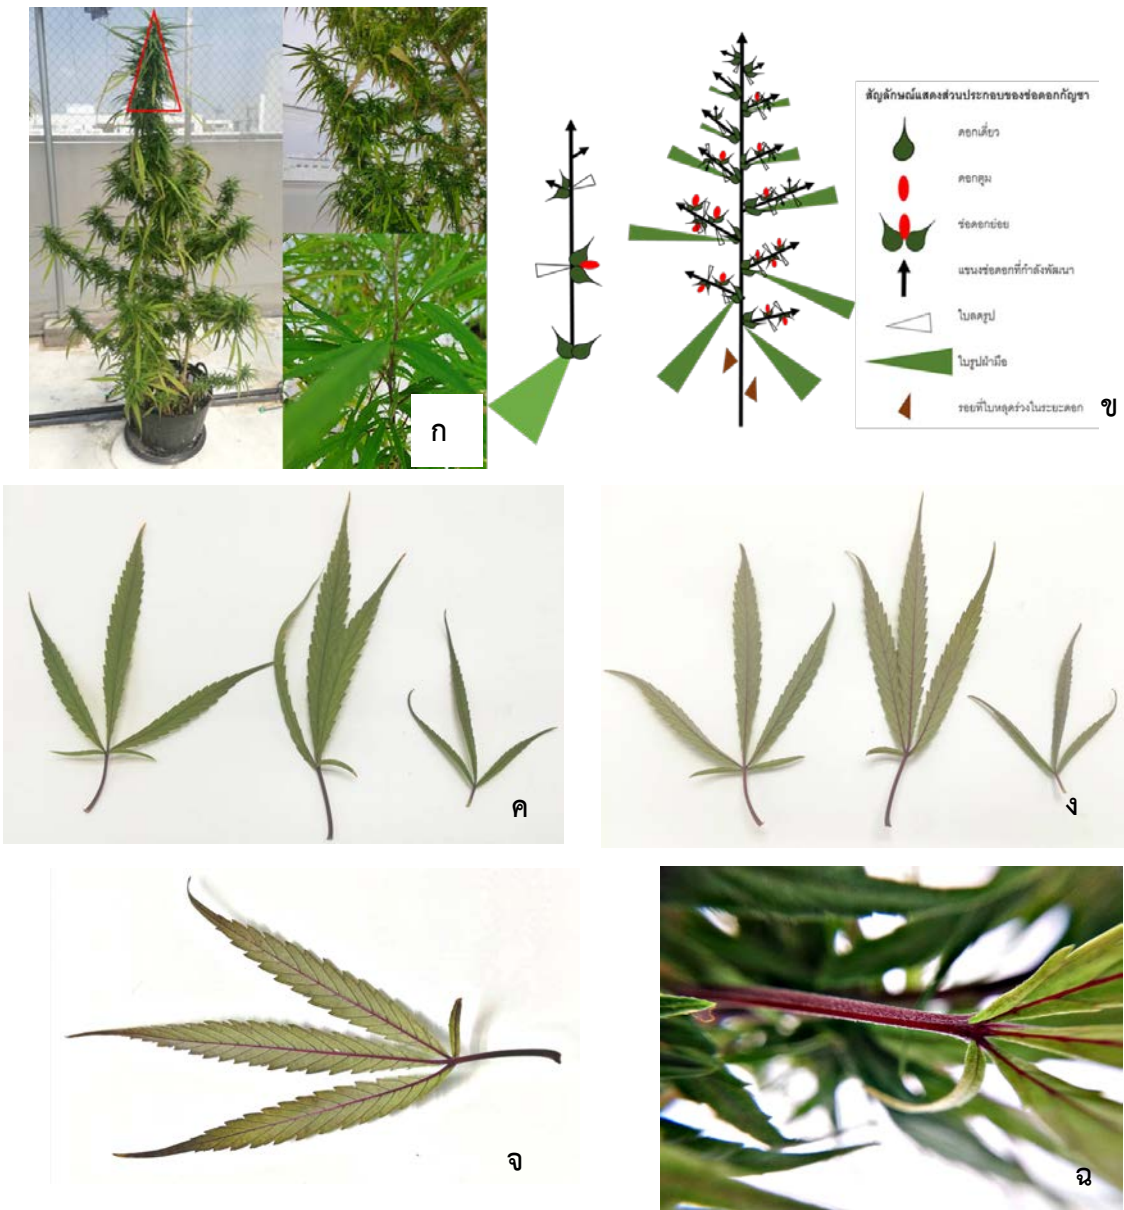 สัญลักษณ์แสดงส่วนประกอบของช่อดอกกัญชา
ดอกเดี่ยว
ดอกตูม
ช่อดอกย่อย
แขนงช่อดอกที่กำลังพัฒนา
ใบลดรูป
ใบรูปฝ่ามือ
รอยที่ใบหลุดร่วงในระยะดอก
ก
ข
ค
ง
จ
ฉ